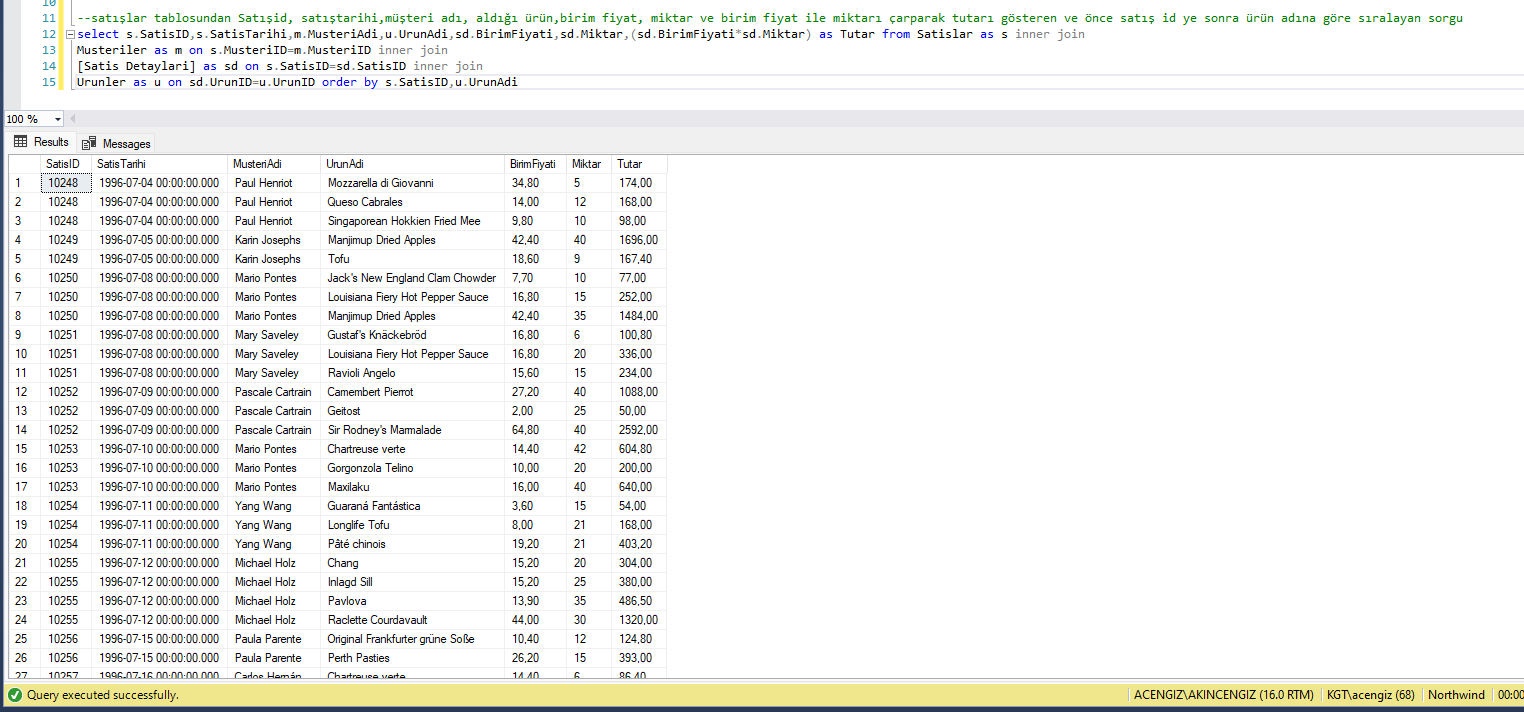 10
11 --satışlar tablosundan Satışid, satıştarihi,müşteri adı, aldığı ürün,birim fiyat, miktar ve birim fiyat ile miktarı çarparak tutarı gösteren ve önce satış id ye sonra ürün adına göre sıralayan sorgu
12 select s.SatisID,s.SatisTarihi,m.MusteriAdi,u.UrunAdi,sd.BirimFiyati,sd.Miktar,(sd.BirimFiyati*sd.Miktar) as Tutar from Satislar as s inner join
13 Musteriler as m on s.MusteriID=m.MusteriID inner join
14 [Satis Detaylari] as sd on s.SatisID=sd.SatisID inner join
15 Urunler as u on sd.UrunID=u.UrunID order by s.SatisID,u.UrunAdi
100 %
Results Messages
SatisID SatisTarihi MusteriAdi UrunAdi BirimFiyati Miktar Tutar
1 10248 1996-07-04 00:00:00.000 Paul Henriot Mozzarella di Giovanni 34,80 5 174,00
2 10248 1996-07-04 00:00:00.000 Paul Henriot Queso Cabrales 14,00 12 168,00
3 10248 1996-07-04 00:00:00.000 Paul Henriot Singaporean Hokkien Fried Mee 9,80 10 98,00
4 10249 1996-07-05 00:00:00.000 Karin Josephs Manjimup Dried Apples 42,40 40 1696,00
5 10249 1996-07-05 00:00:00.000 Karin Josephs Tofu 18,60 9 167,40
6 10250 1996-07-08 00:00:00.000 Mario Pontes Jack's New England Clam Chowder 7,70 10 77,00
7 10250 1996-07-08 00:00:00.000 Mario Pontes Louisiana Fiery Hot Pepper Sauce 16,80 15 252,00
8 10250 1996-07-08 00:00:00.000 Mario Pontes Manjimup Dried Apples 42,40 35 1484,00
9 10251 1996-07-08 00:00:00.000 Mary Saveley Gustaf's Knäckebröd 16,80 6 100,80
10 10251 1996-07-08 00:00:00.000 Mary Saveley Louisiana Fiery Hot Pepper Sauce 16,80 20 336,00
11 10251 1996-07-08 00:00:00.000 Mary Saveley Ravioli Angelo 15,60 15 234,00
12 10252 1996-07-09 00:00:00.000 Pascale Cartrain Camembert Pierrot 27,20 40 1088,00
13 10252 1996-07-09 00:00:00.000 Pascale Cartrain Geitost 2,00 25 50,00
14 10252 1996-07-09 00:00:00.000 Pascale Cartrain Sir Rodney's Marmalade 64,80 40 2592,00
15 10253 1996-07-10 00:00:00.000 Mario Pontes Chartreuse verte 14,40 42 604,80
16 10253 1996-07-10 00:00:00.000 Mario Pontes Gorgonzola Telino 10,00 20 200,00
17 10253 1996-07-10 00:00:00.000 Mario Pontes Maxilaku 16,00 40 640,00
18 10254 1996-07-11 00:00:00.000 Yang Wang Guaraná Fantástica 3,60 15 54,00
19 10254 1996-07-11 00:00:00.000 Yang Wang Longlife Tofu 8,00 21 168,00
20 10254 1996-07-11 00:00:00.000 Yang Wang Pâté chinois 19,20 21 403,20
21 10255 1996-07-12 00:00:00.000 Michael Holz Chang 15,20 20 304,00
22 10255 1996-07-12 00:00:00.000 Michael Holz Inlagd Sill 15,20 25 380,00
23 10255 1996-07-12 00:00:00.000 Michael Holz Pavlova 13,90 35 486,50
24 10255 1996-07-12 00:00:00.000 Michael Holz Raclette Courdavault 44,00 30 1320,00
25 10256 1996-07-15 00:00:00.000 Paula Parente Original Frankfurter grüne Soße 10,40 12 124,80
26 10256 1996-07-15 00:00:00.000 Paula Parente Perth Pasties 26,20 15 393,00
27 10257 1996-07-16 00:00:00.000 Carlos Hernán Chartreuse verte 14,40 6 86,40
Query executed successfully. ACENGIZ\AKINCENGIZ (16.0 RTM) KGT\acengiz (68) Northwind 00:00